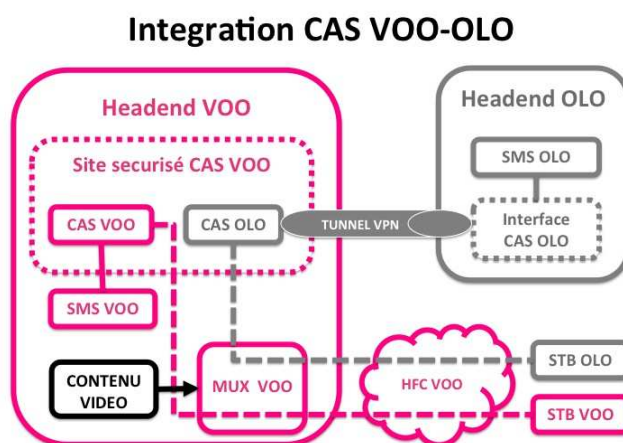 Integration CAS VOO-OLO
Headend VOO
Headend OLO
Site securisé CAS VOO
SMS OLO
CAS VOO
CAS OLO
TUNNEL VPN
Interface
CAS OLO
SMS VOO
CONTENU
VIDEO
MUX VOO
HFC VOO
STB OLO
STB VOO